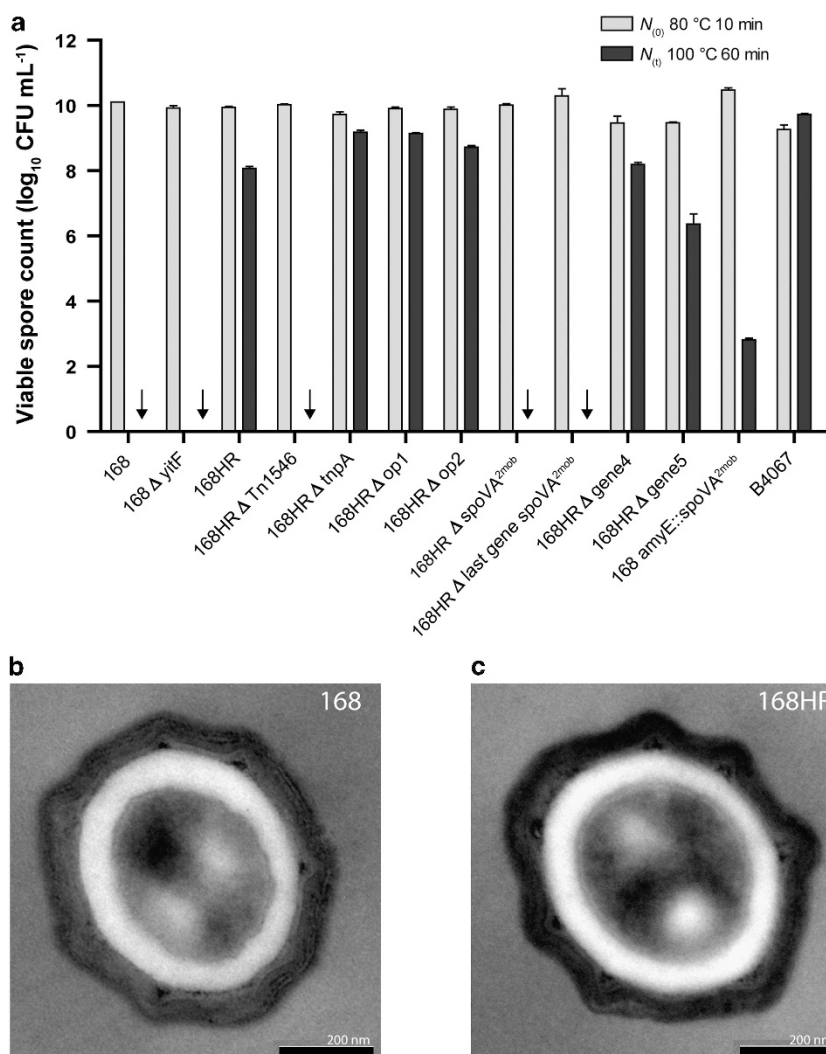 a
N(0) 80 °C 10 min
N(t) 100 °C 60 min
Viable spore count (log10 CFU mL-1)
12
10
8
6
4
2
0
168
168 Δ yitF
168HR
168HR Δ Tn1546
168HR Δ tnpA
168HR Δ op1
168HR Δ op2
168HR Δ spoVA2mob
168HR Δ last gene spoVA2mob
168HR Δ gene4
168HR Δ gene5
168 amyE::spoVA2mob
B4067
b
168
200 nm
c
168HR
200 nm